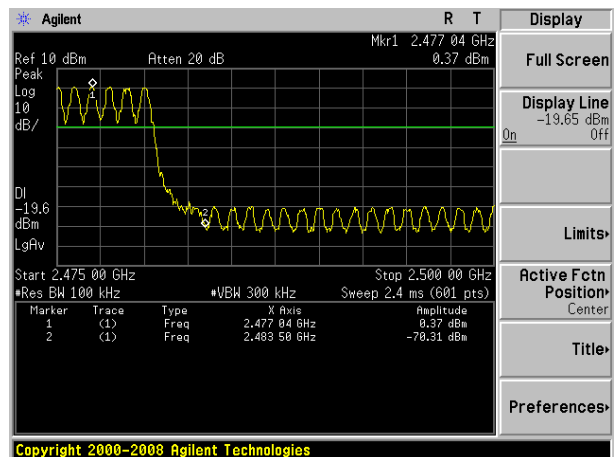 Agilent R T
Mkr1 2.477 04 GHz
Ref 10 dBm Atten 20 dB 0.37 dBm
Peak
Log
10
dB/
1
DI
-19.6
dBm
LgAv
2
Start 2.475 00 GHz Stop 2.500 00 GHz
#Res BW 100 kHz #VBW 300 kHz Sweep 2.4 ms (601 pts)
Marker Trace Type X Axis Amplitude
1 (1) Freq 2.477 04 GHz 0.37 dBm
2 (1) Freq 2.483 50 GHz -70.31 dBm
Copyright 2000-2008 Agilent Technologies
Display
Full Screen
Display Line
-19.65 dBm
On Off
Limits
Active Fctn
Position
Center
Title
Preferences